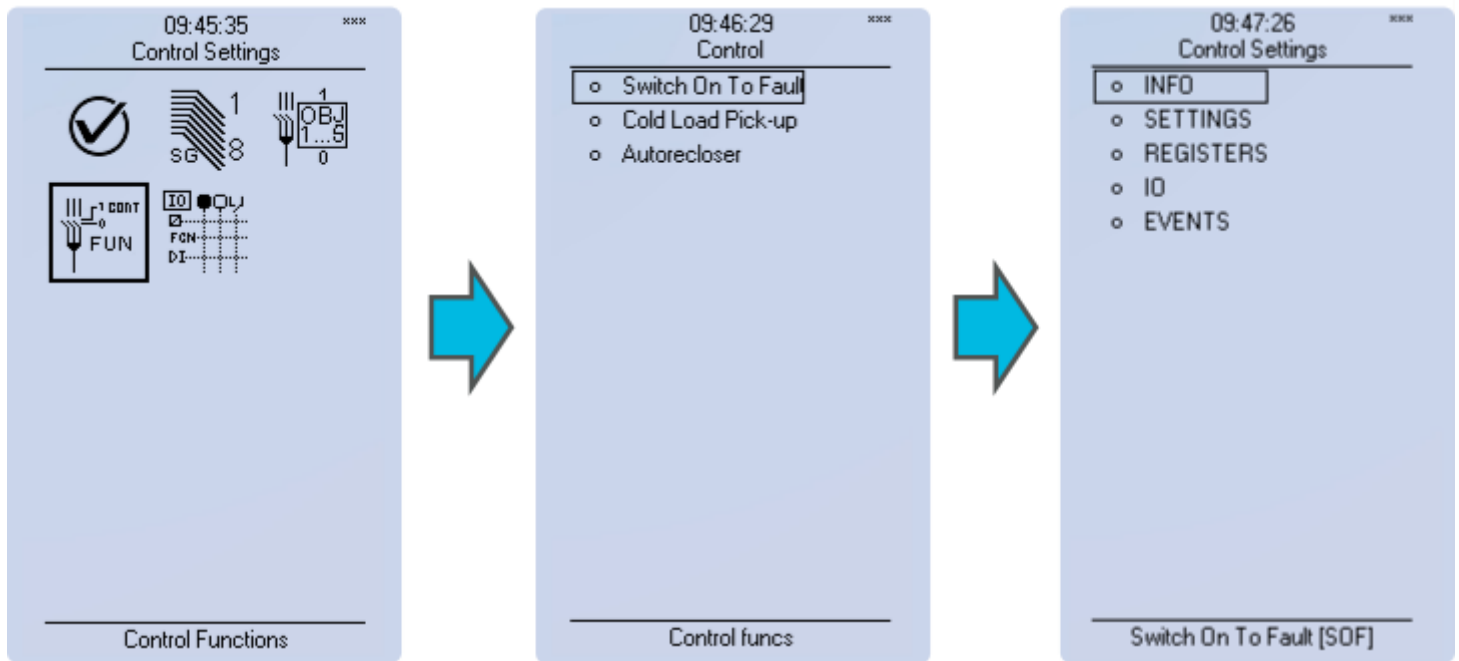 09:45:35 ×××
Control Settings
1
SG 8
1
OBJ
1...5
0
1 CONT
0
FUN
IO
FCN
DI
Control Functions
09:46:29 ×××
Control
Switch On To Faul
Cold Load Pick-up
Autorecloser
Control funcs
09:47:26 ×××
Control Settings
INFO
SETTINGS
REGISTERS
IO
EVENTS
Switch On To Fault [SOF]